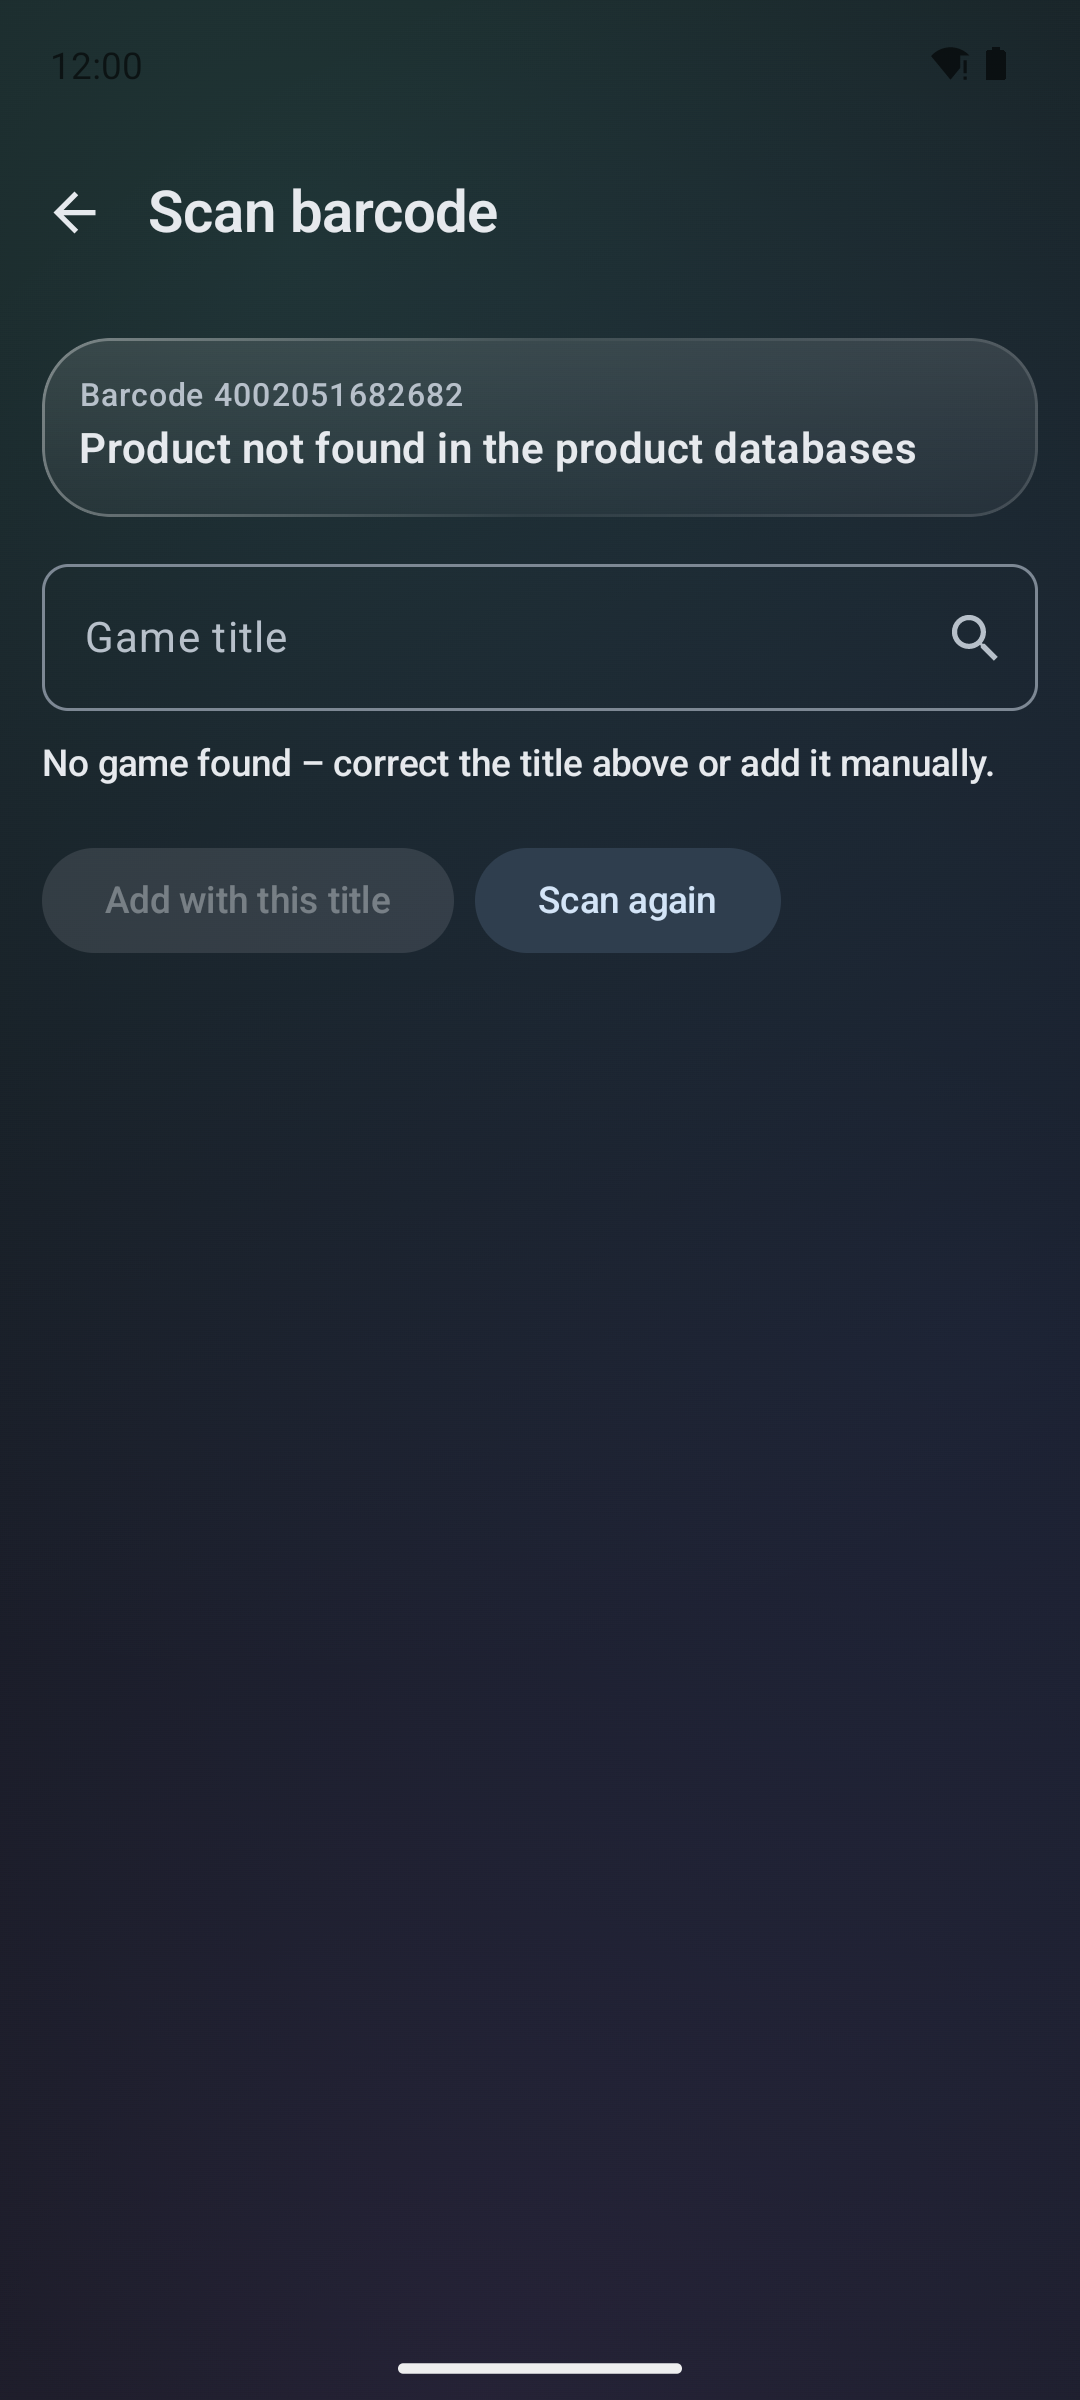 12:00
Scan barcode
Barcode 4002051682682
Product not found in the product databases
Game title
No game found – correct the title above or add it manually.
Add with this title
Scan again